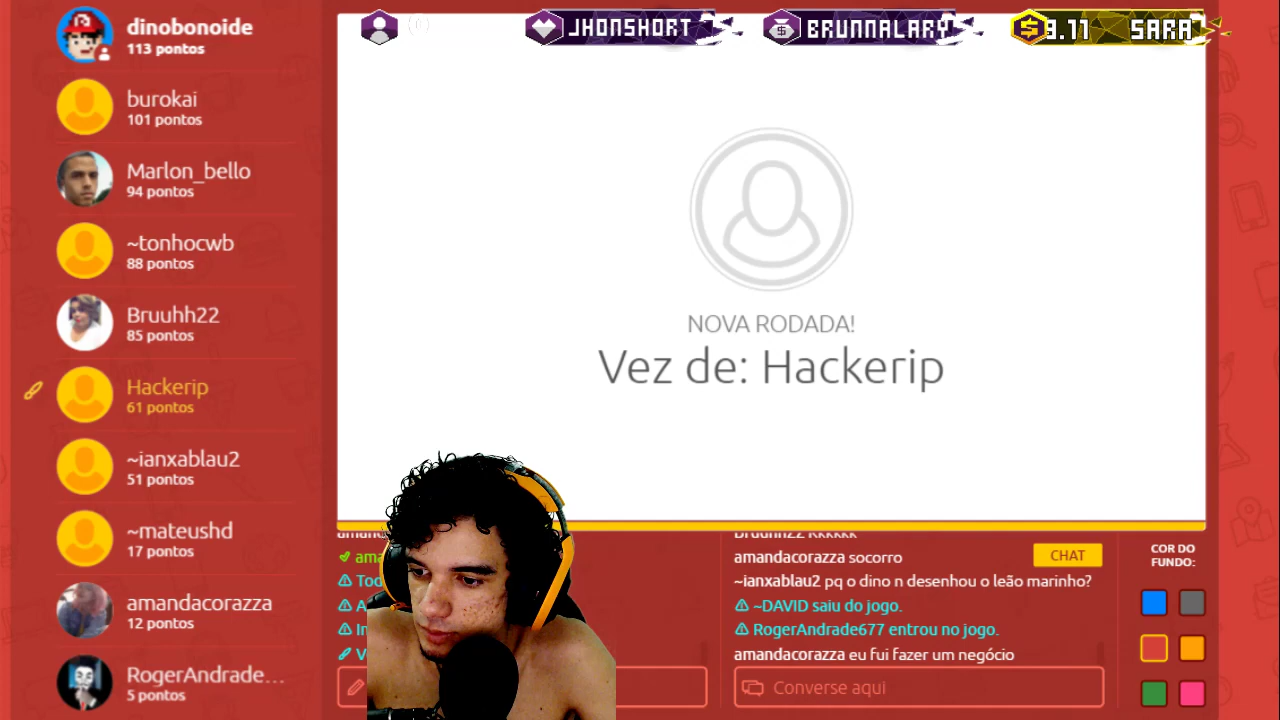 dinobonoide
113 pontos
burokai
101 pontos
Marlon_bello
94 pontos
~tonhocwb
88 pontos
Bruuhh22
85 pontos
Hackerip
61 pontos
~ianxablau2
51 pontos
~mateushd
17 pontos
amandacorazza
12 pontos
RogerAndrade...
5 pontos
JHONSHORT
BRUNNALARY
SARA
NOVA RODADA!
Vez de: Hackerip
Bruuhh22 KKKKKK
amandacorazza socorro
CHAT
~ianxablau2 pq o dino n desenhou o leão marinho?
~DAVID saiu do jogo.
RogerAndrade677 entrou no jogo.
amandacorazza eu fui fazer um negócio
Converse aqui
COR DO
FUNDO: